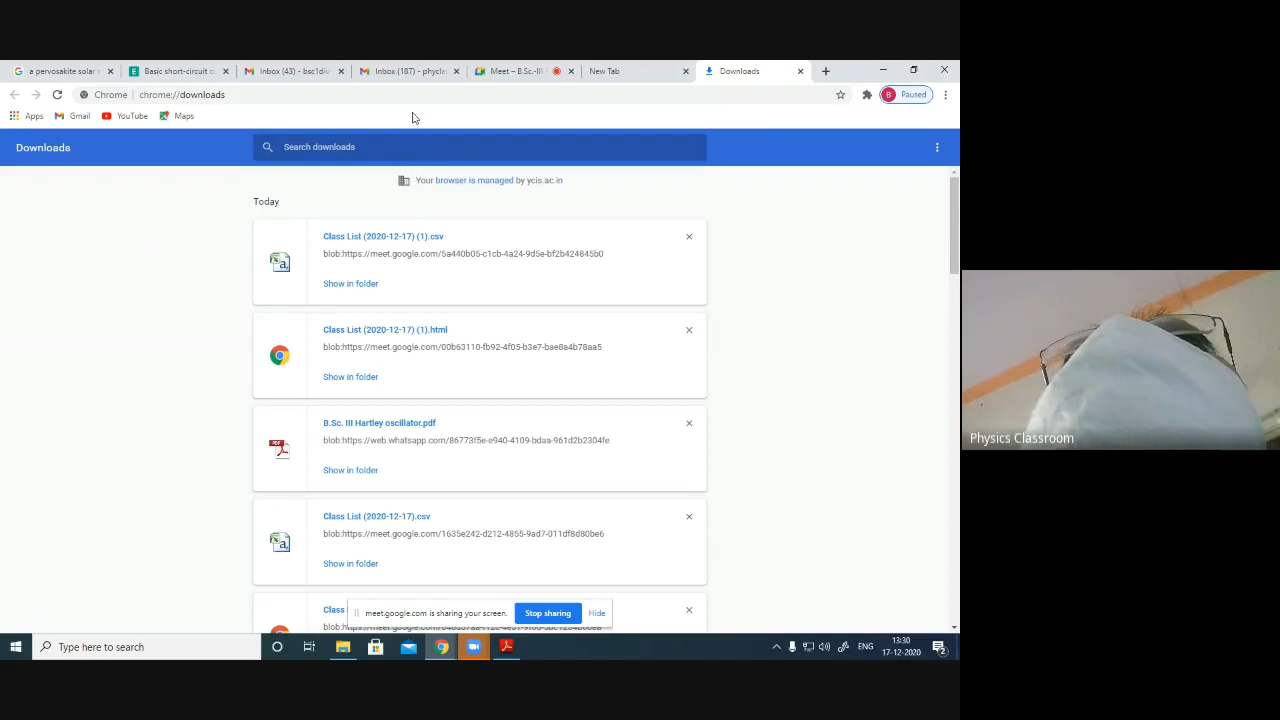 a pervosakite solar
Basic short-circuit cu
Inbox (43) - bsc1div
Inbox (187) - phycle
Meet – B.Sc.-III
New Tab
Downloads
Chrome | chrome://downloads
Paused
B
Apps
Gmail
YouTube
Maps
Downloads
Search downloads
Your browser is managed by ycis.ac.in
Today
Class List (2020-12-17) (1).csv
blob:https://meet.google.com/5a440b05-c1cb-4a24-9d5e-bf2b424845b0
Show in folder
Class List (2020-12-17) (1).html
blob:https://meet.google.com/00b63110-fb92-4f05-b3e7-bae8a4b78aa5
Show in folder
B.Sc. III Hartley oscillator.pdf
blob:https://web.whatsapp.com/86773f5e-e940-4109-bdaa-961d2b2304fe
Show in folder
Class List (2020-12-17).csv
blob:https://meet.google.com/1635e242-d212-4855-9ad7-011df8d80be6
Show in folder
Class
meet.google.com is sharing your screen.
Stop sharing
Hide
Type here to search
ENG
13:30
17-12-2020
2
Physics Classroom